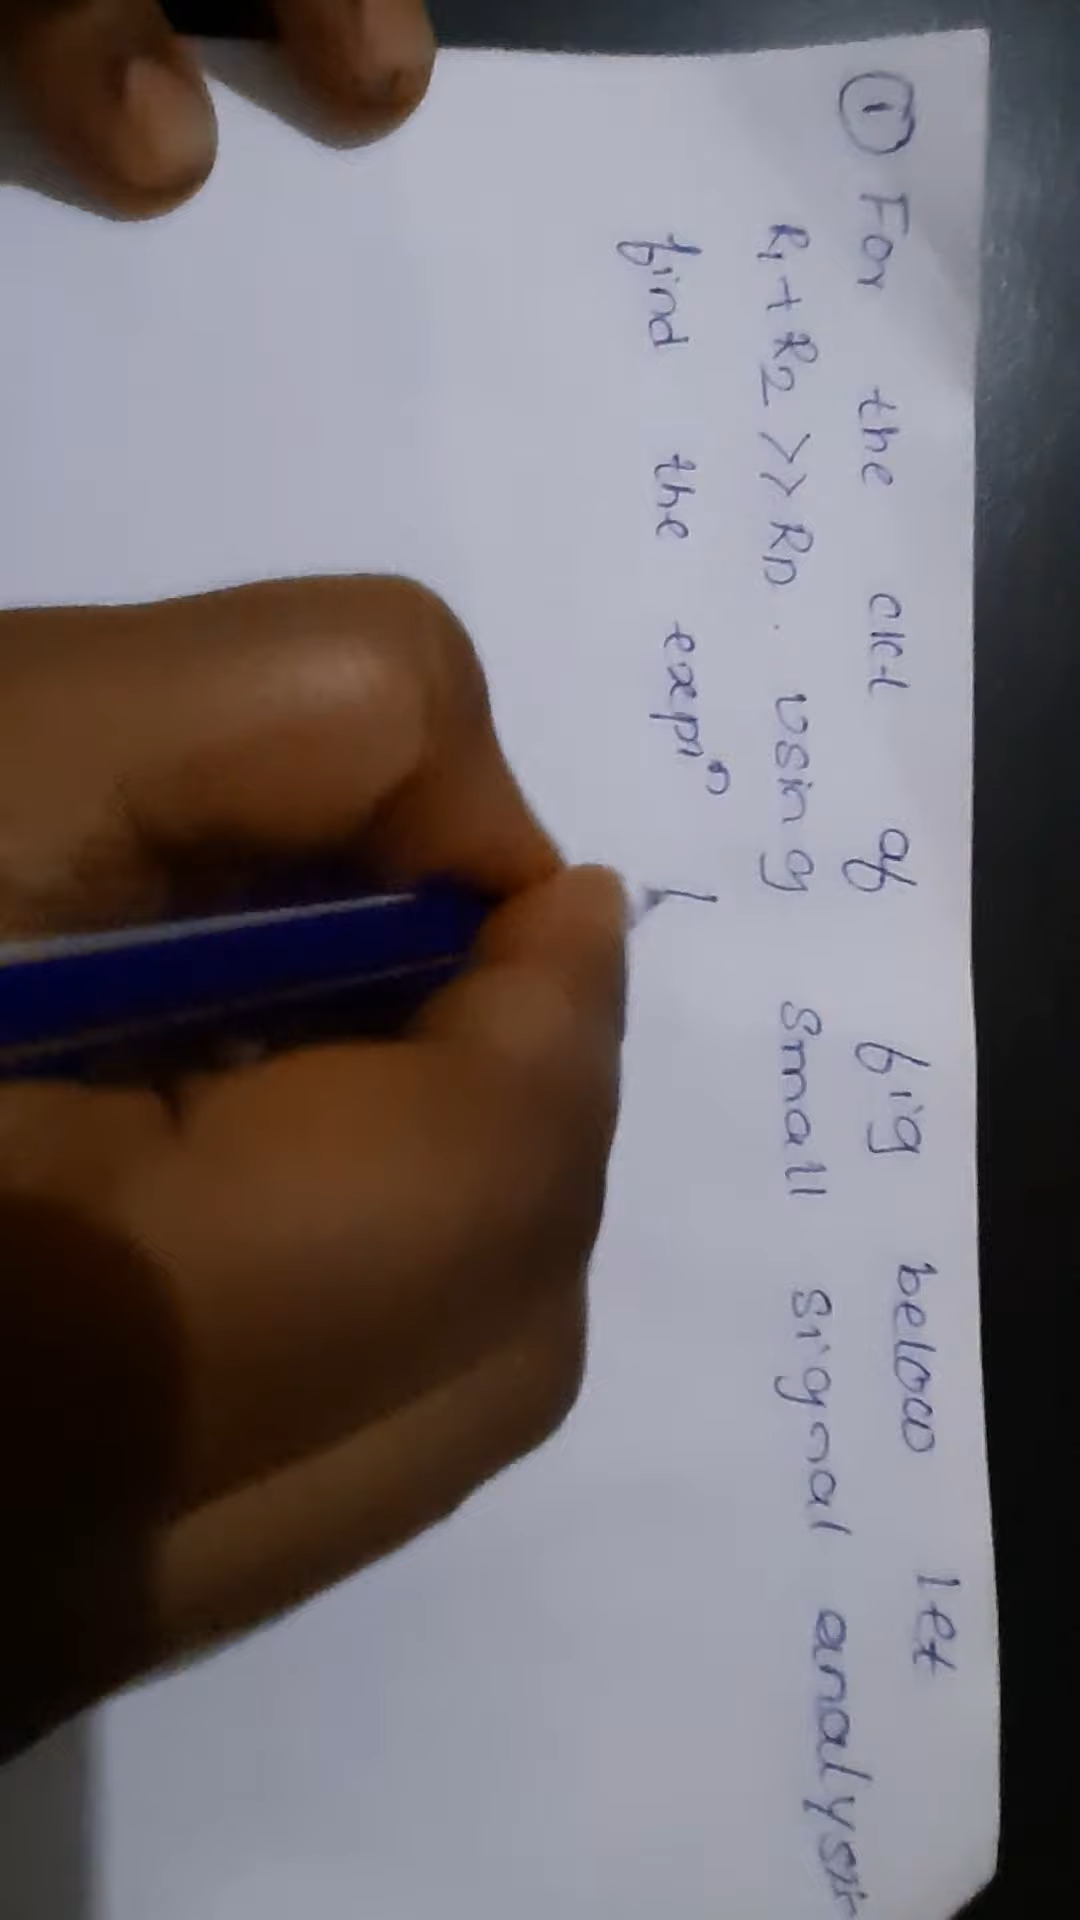 ① For the ckt of fig below let
R1+R2 >> RD. Using small signal analysis
find the expⁿ